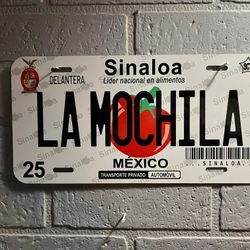 Sinaloa
DELANTERA Líder nacional en alimentos
LA MOCHILA
25 MÉXICO
.SINALOA.
TRANSPORTE PRIVADO AUTOMÓVIL